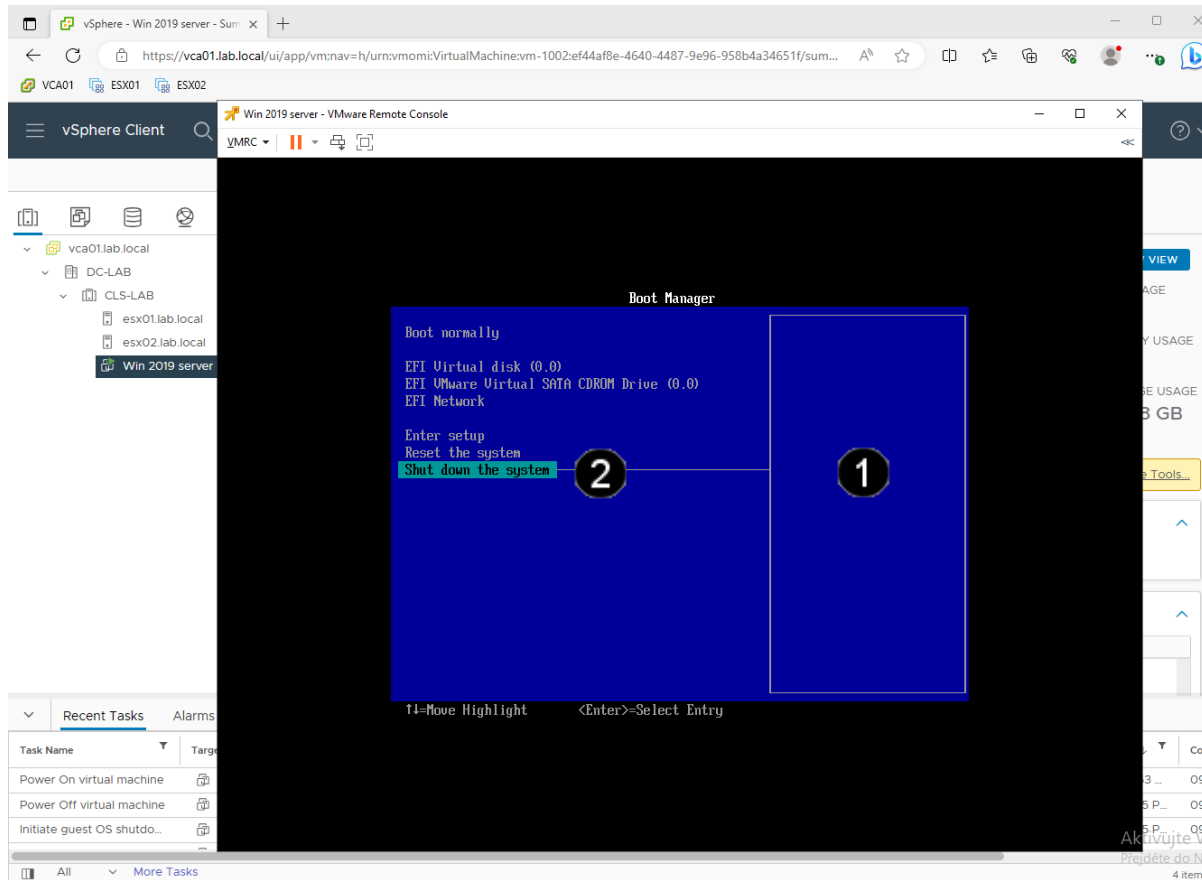 vSphere - Win 2019 server - Sum
https://vca01.lab.local/ui/app/vm;nav=h/urn:vmomi:VirtualMachine:vm-1002:ef44af8e-4640-4487-9e96-958b4a34651f/sum...
VCA01 ESX01 ESX02
vSphere Client
Win 2019 server - VMware Remote Console
VMRC
vca01.lab.local
DC-LAB
CLS-LAB
esx01.lab.local
esx02.lab.local
Win 2019 server
VIEW
AGE
Y USAGE
GE USAGE
GB
Tools...
Boot Manager
Boot normally
EFI Virtual disk (0.0)
EFI VMware Virtual SATA CDROM Drive (0.0)
EFI Network
Enter setup
Reset the system
Shut down the system
2
1
↑↓=Move Highlight <Enter>=Select Entry
Recent Tasks Alarms
Task Name Targe
Power On virtual machine
Power Off virtual machine
Initiate guest OS shutdo...
Aktivujte
Přejděte do N
All More Tasks
4 item